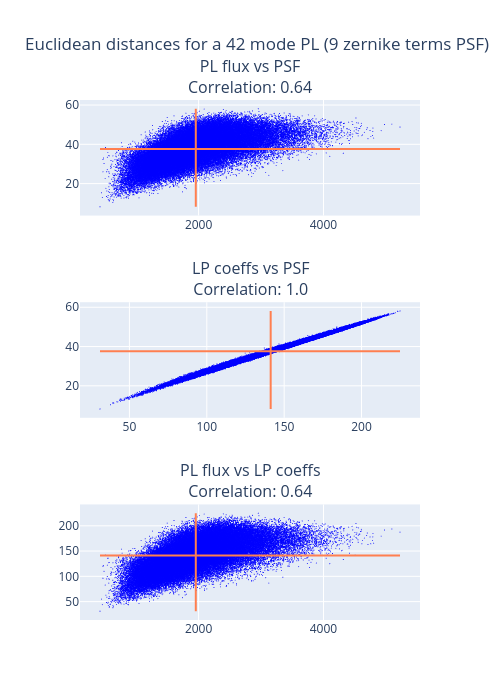 Euclidean distances for a 42 mode PL (9 zernike terms PSF)
PL flux vs PSF
Correlation: 0.64
60
40
20
2000 4000
LP coeffs vs PSF
Correlation: 1.0
60
40
20
50 100 150 200
PL flux vs LP coeffs
Correlation: 0.64
200
150
100
50
2000 4000